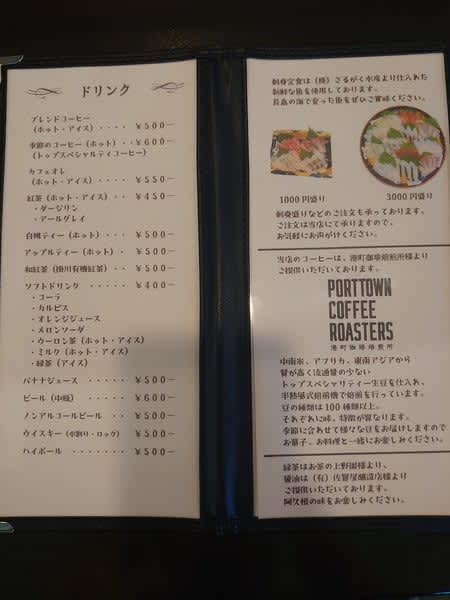 ドリンク
ブレンドコーヒー
(ホット・アイス)・・・・ ¥500−
季節のコーヒー(ホット)・・¥600−
(トップスペシャルティコーヒー)
カフェオレ
(ホット・アイス)・・・・ ¥550−
紅茶(ホット・アイス)・・ ¥450−
・ダージリン
・アールグレイ
白桃ティー(ホット)・・ ¥500−
アップルティー(ホット)・ ¥500−
和紅茶(掛川有機紅茶)・・ ¥500−
ソフトドリンク ・・・・・ ¥400−
・コーラ
・カルピス
・オレンジジュース
・メロンソーダ
・ウーロン茶(ホット・アイス)
・ミルク(ホット・アイス)
・緑茶(アイス)
バナナジュース ・・・・・ ¥500−
ビール(中瓶) ・・・・・ ¥600−
ノンアルコールビール ・・ ¥500−
ウイスキー(水割り・ロック) ¥500−
ハイボール ・・・・・・・ ¥500−
刺身定食は(株)さるがく水産より仕入れた
新鮮な魚を使用しております。
長島の海で育った魚をぜひご賞味ください。
1000円盛り
3000円盛り
刺身盛りなどのご注文も承っております。
ご注文は当店にて承りますので、
お気軽にお声がけください。
当店のコーヒーは、港町珈琲焙煎所様より
ご提供いただいております。
PORTTOWN
COFFEE
ROASTERS
港町珈琲焙煎所
中南米、アフリカ、東南アジアから
質が高く流通量の少ない
トップスペシャリティー生豆を仕入れ、
半熱風式焙煎機で焙煎を行っています。
豆の種類は100種類以上。
それぞれに味、特徴が異なります。
季節に合わせて様々な豆をお届けしますので
お菓子、お料理と一緒にお楽しみください。
緑茶はお茶の上野園様より、
醤油は(有)佐賀屋醸造店様より
ご提供いただいております。
阿久根の味をお楽しみください。